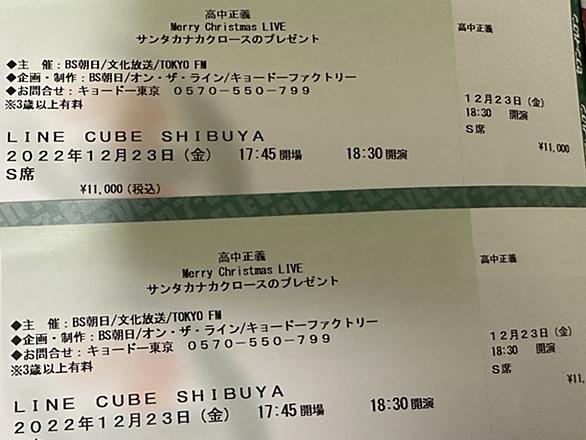 高中正義
Merry Christmas LIVE
サンタカナカクロースのプレゼント
◆主　催：BS朝日/文化放送/TOKYO FM
◆企画・制作：BS朝日/オン・ザ・ライン/キョードーファクトリー
◆お問合せ：キョードー東京　０５７０－５５０－７９９
※3歳以上有料
ＬＩＮＥ　ＣＵＢＥ　ＳＨＩＢＵＹＡ
２０２２年１２月２３日（金）　17:45 開場　18:30 開演
Ｓ席
¥11,000（税込）
高中正義
１２月２３日（金）
18:30　開演
Ｓ席
¥11,000
高中正義
Merry Christmas LIVE
サンタカナカクロースのプレゼント
◆主　催：BS朝日/文化放送/TOKYO FM
◆企画・制作：BS朝日/オン・ザ・ライン/キョードーファクトリー
◆お問合せ：キョードー東京　０５７０－５５０－７９９
※3歳以上有料
ＬＩＮＥ　ＣＵＢＥ　ＳＨＩＢＵＹＡ
２０２２年１２月２３日（金）　17:45 開場　18:30 開演
高中正義
１２月２３日（金）
18:30　開演
Ｓ席
¥11,